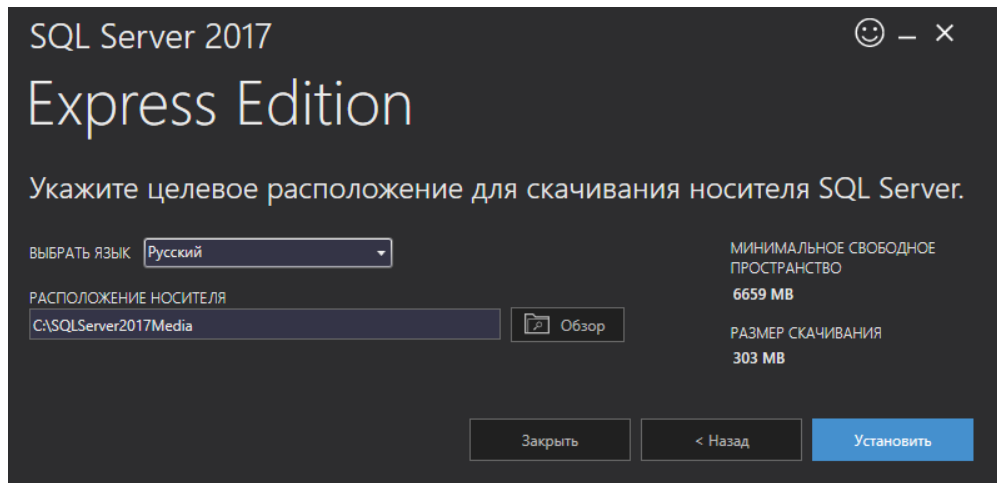 SQL Server 2017
Express Edition
Укажите целевое расположение для скачивания носителя SQL Server.
ВЫБРАТЬ ЯЗЫК Русский
МИНИМАЛЬНОЕ СВОБОДНОЕ
ПРОСТРАНСТВО
6659 MB
РАСПОЛОЖЕНИЕ НОСИТЕЛЯ
C:\SQLServer2017Media
Обзор
РАЗМЕР СКАЧИВАНИЯ
303 MB
Закрыть
< Назад
Установить